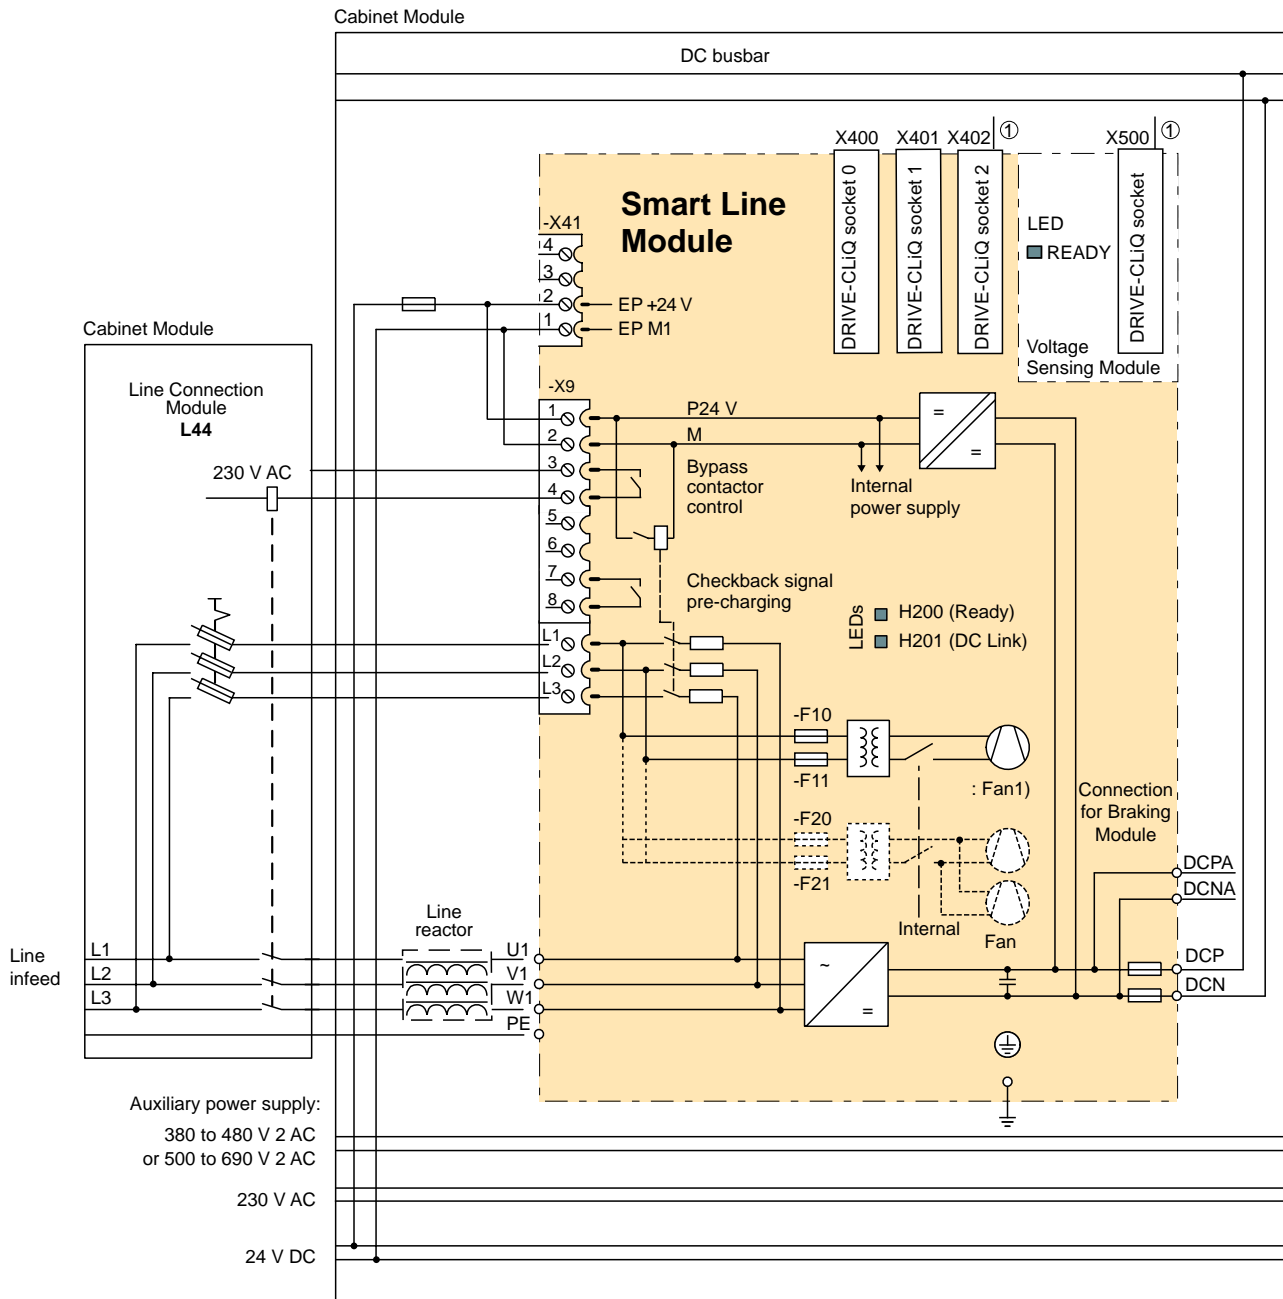 Cabinet Module
DC busbar
X400
X401
X402
①
X500
①
DRIVE-CLiQ socket 0
DRIVE-CLiQ socket 1
DRIVE-CLiQ socket 2
DRIVE-CLiQ socket
Smart Line
Module
LED
READY
Voltage
Sensing Module
-X41
4
3
2
1
EP +24 V
EP M1
Cabinet Module
Line Connection
Module
L44
230 V AC
-X9
1
2
3
4
5
6
7
8
L1
L2
L3
P24 V
M
=
=
Bypass
contactor
control
Internal
power supply
Checkback signal
pre-charging
LEDs
H200 (Ready)
H201 (DC Link)
-F10
-F11
: Fan1)
-F20
-F21
Internal
Fan
Connection
for Braking
Module
DCPA
DCNA
DCP
DCN
Line
infeed
L1
L2
L3
Line
reactor
U1
V1
W1
PE
~
=
Auxiliary power supply:
380 to 480 V 2 AC
or 500 to 690 V 2 AC
230 V AC
24 V DC